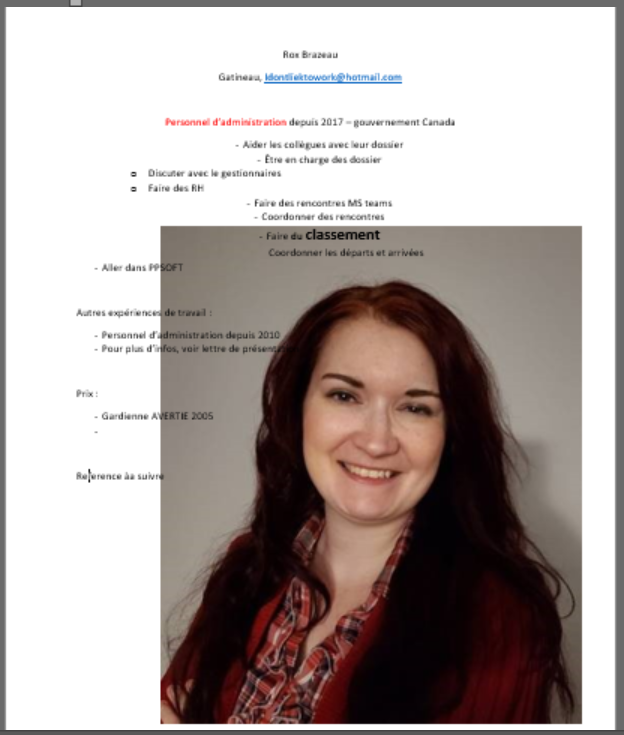 Rox Brazeau
Gatineau, Idontliektowork@hotmail.com
Personnel d'administration depuis 2017 – gouvernement Canada
- Aider les collègues avec leur dossier
- Être en charge des dossier
o Discuter avec le gestionnaires
o Faire des RH
- Faire des rencontres MS teams
- Coordonner des rencontres
- Faire du classement
Coordonner les départs et arrivées
- Aller dans PPSOFT
Autres expériences de travail :
- Personnel d'administration depuis 2010
- Pour plus d'infos, voir lettre de présentation
Prix :
- Gardienne AVERTIE 2005
-
Reference àa suivre